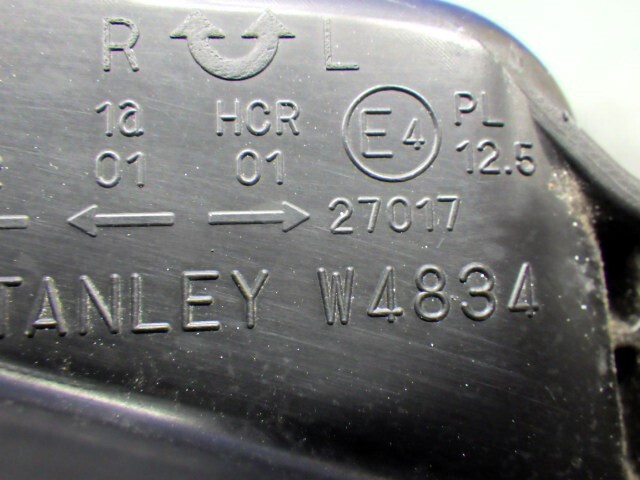 R L
1a HCR E4 PL
01 01 12.5
← → 27017
TANLEY W4834